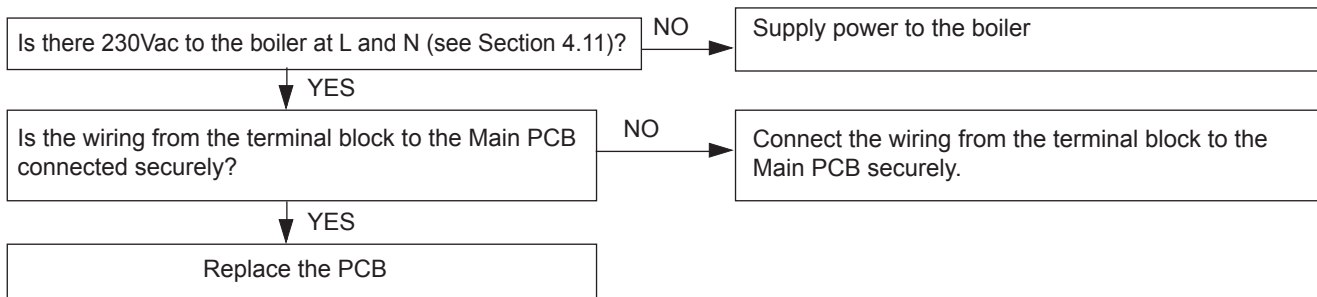 Is there 230Vac to the boiler at L and N (see Section 4.11)?
NO
Supply power to the boiler
YES
Is the wiring from the terminal block to the Main PCB
connected securely?
NO
Connect the wiring from the terminal block to the
Main PCB securely.
YES
Replace the PCB